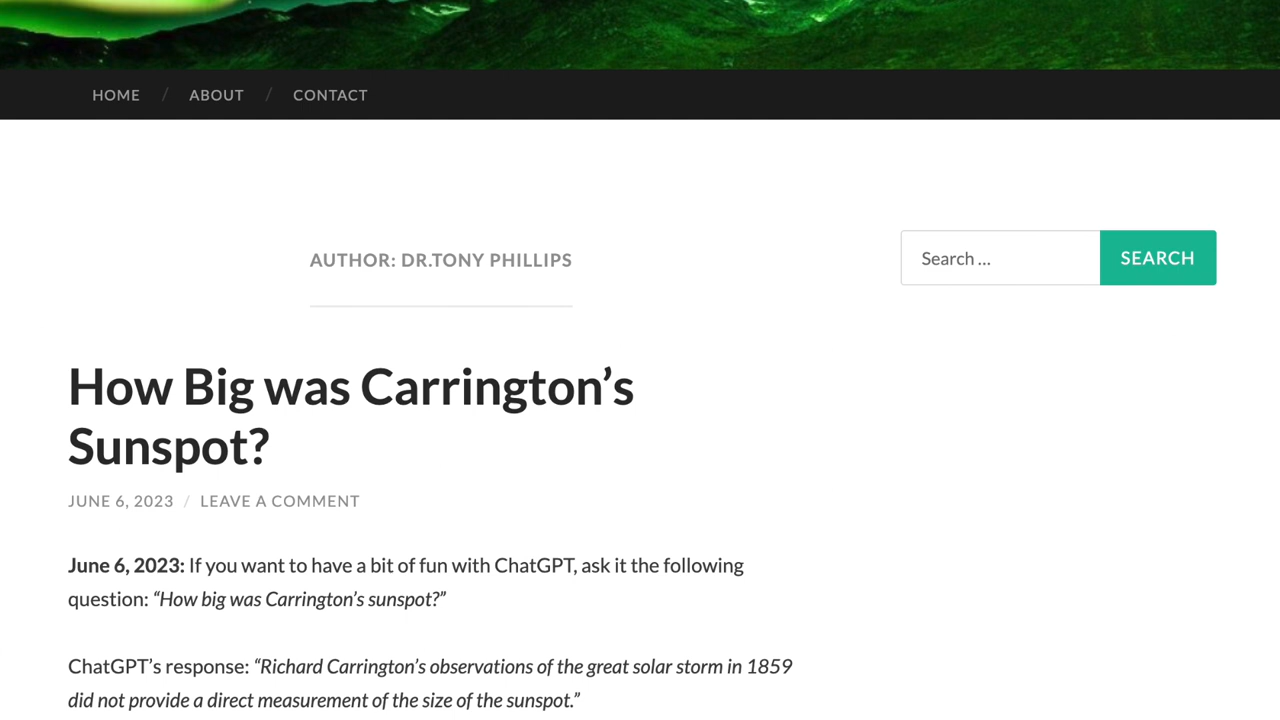 HOME / ABOUT / CONTACT
AUTHOR: DR.TONY PHILLIPS
Search ...
SEARCH
How Big was Carrington’s
Sunspot?
JUNE 6, 2023 / LEAVE A COMMENT
June 6, 2023: If you want to have a bit of fun with ChatGPT, ask it the following
question: “How big was Carrington’s sunspot?”
ChatGPT’s response: “Richard Carrington’s observations of the great solar storm in 1859
did not provide a direct measurement of the size of the sunspot.”